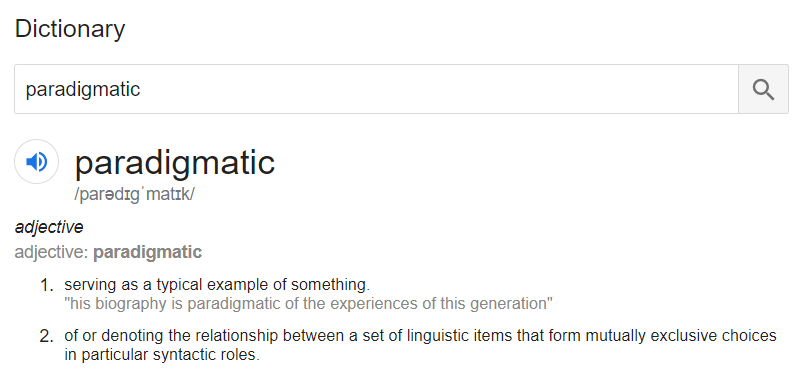 Dictionary
paradigmatic
paradigmatic
/parədɪɡˈmatɪk/
adjective
adjective: paradigmatic
1. serving as a typical example of something.
"his biography is paradigmatic of the experiences of this generation"
2. of or denoting the relationship between a set of linguistic items that form mutually exclusive choices
in particular syntactic roles.